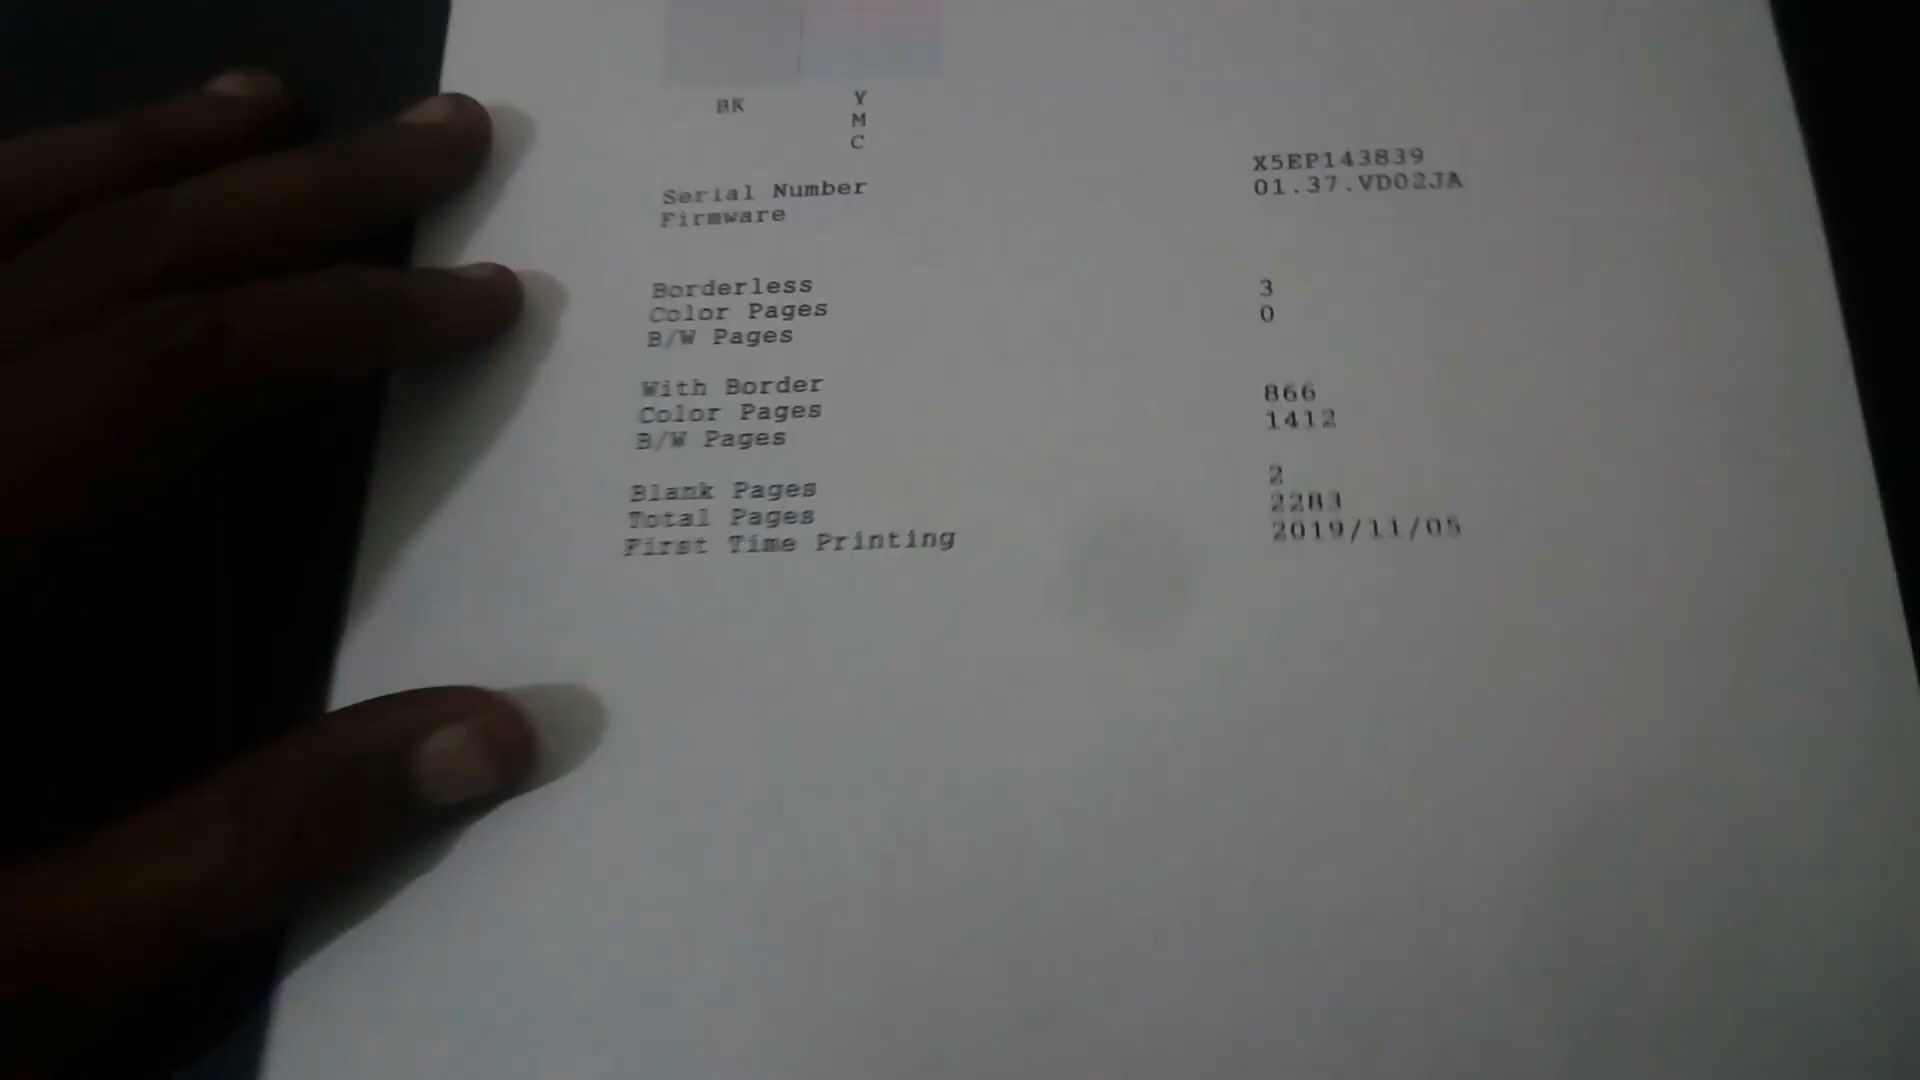 BK
Y
M
C
Serial Number X5EP143839
Firmware 01.37.VD02JA
Borderless
Color Pages 3
B/W Pages 0
With Border
Color Pages 866
B/W Pages 1412
Blank Pages 2
Total Pages 2283
First Time Printing 2019/11/05